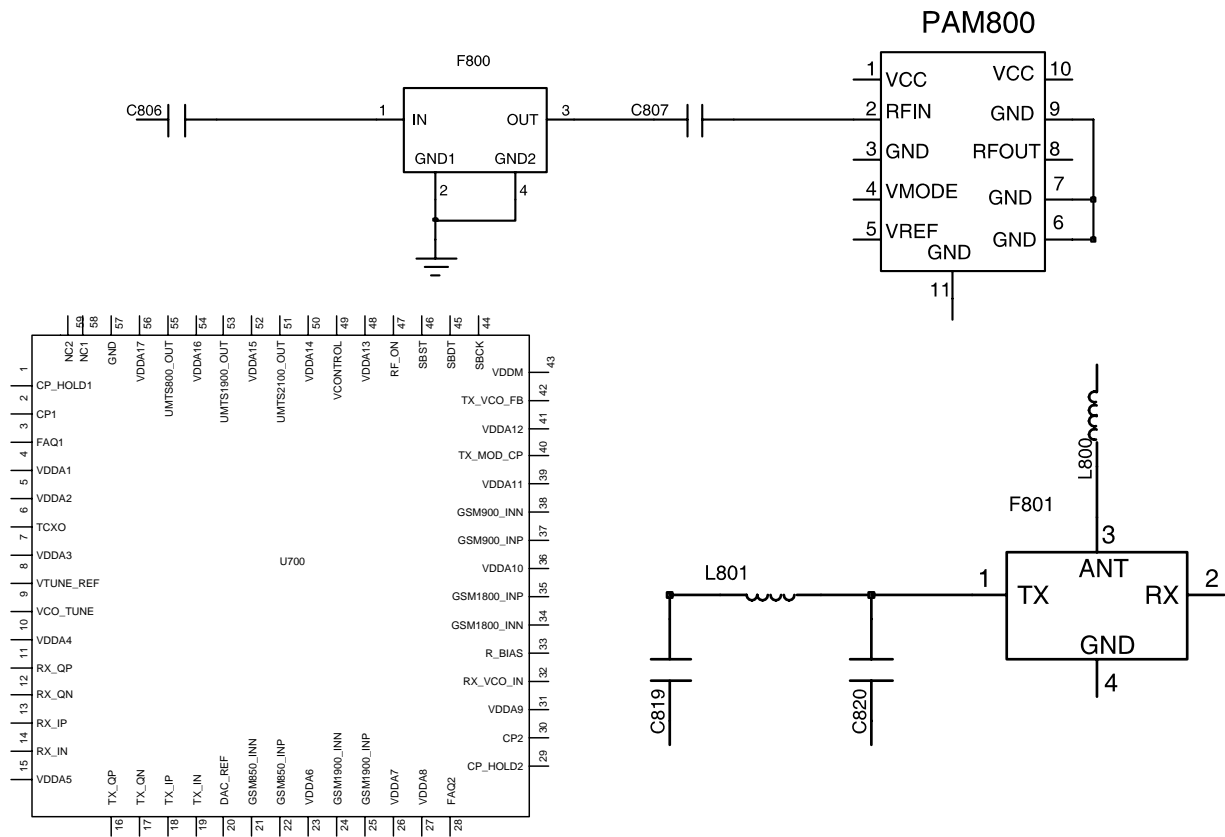 PAM800
F800
1 VCC VCC 10
C806 1 IN OUT 3 C807 2 RFIN GND 9
GND1 GND2 3 GND RFOUT 8
2 4 4 VMODE GND 7
5 VREF GND 6
GND
11
59 58 57 56 55 54 53 52 51 50 49 48 47 46 45 44
NC2 NC1 GND VDDA17 UMTS800_OUT VDDA16 UMTS1900_OUT VDDA15 UMTS2100_OUT VDDA14 VCONTROL VDDA13 RF_ON SBST SBDT SBCK
1 CP_HOLD1
2 CP1
3 FAQ1
4 VDDA1
5 VDDA2
6 TCXO
7 VDDA3
8 VTUNE_REF
9 VCO_TUNE
10 VDDA4
11 RX_QP
12 RX_QN
13 RX_IP
14 RX_IN
15 VDDA5
U700
VDDM 43
TX_VCO_FB 42
VDDA12 41
TX_MOD_CP 40
VDDA11 39
GSM900_INN 38
GSM900_INP 37
VDDA10 36
GSM1800_INP 35
GSM1800_INN 34
R_BIAS 33
RX_VCO_IN 32
VDDA9 31
CP2 30
CP_HOLD2 29
TX_QP TX_QN TX_IP TX_IN DAC_REF GSM850_INN GSM850_INP VDDA6 GSM1900_INN GSM1900_INP VDDA7 VDDA8 FAQ2
16 17 18 19 20 21 22 23 24 25 26 27 28
L800
F801
3
L801 1 TX ANT RX 2
GND
C819 C820 4